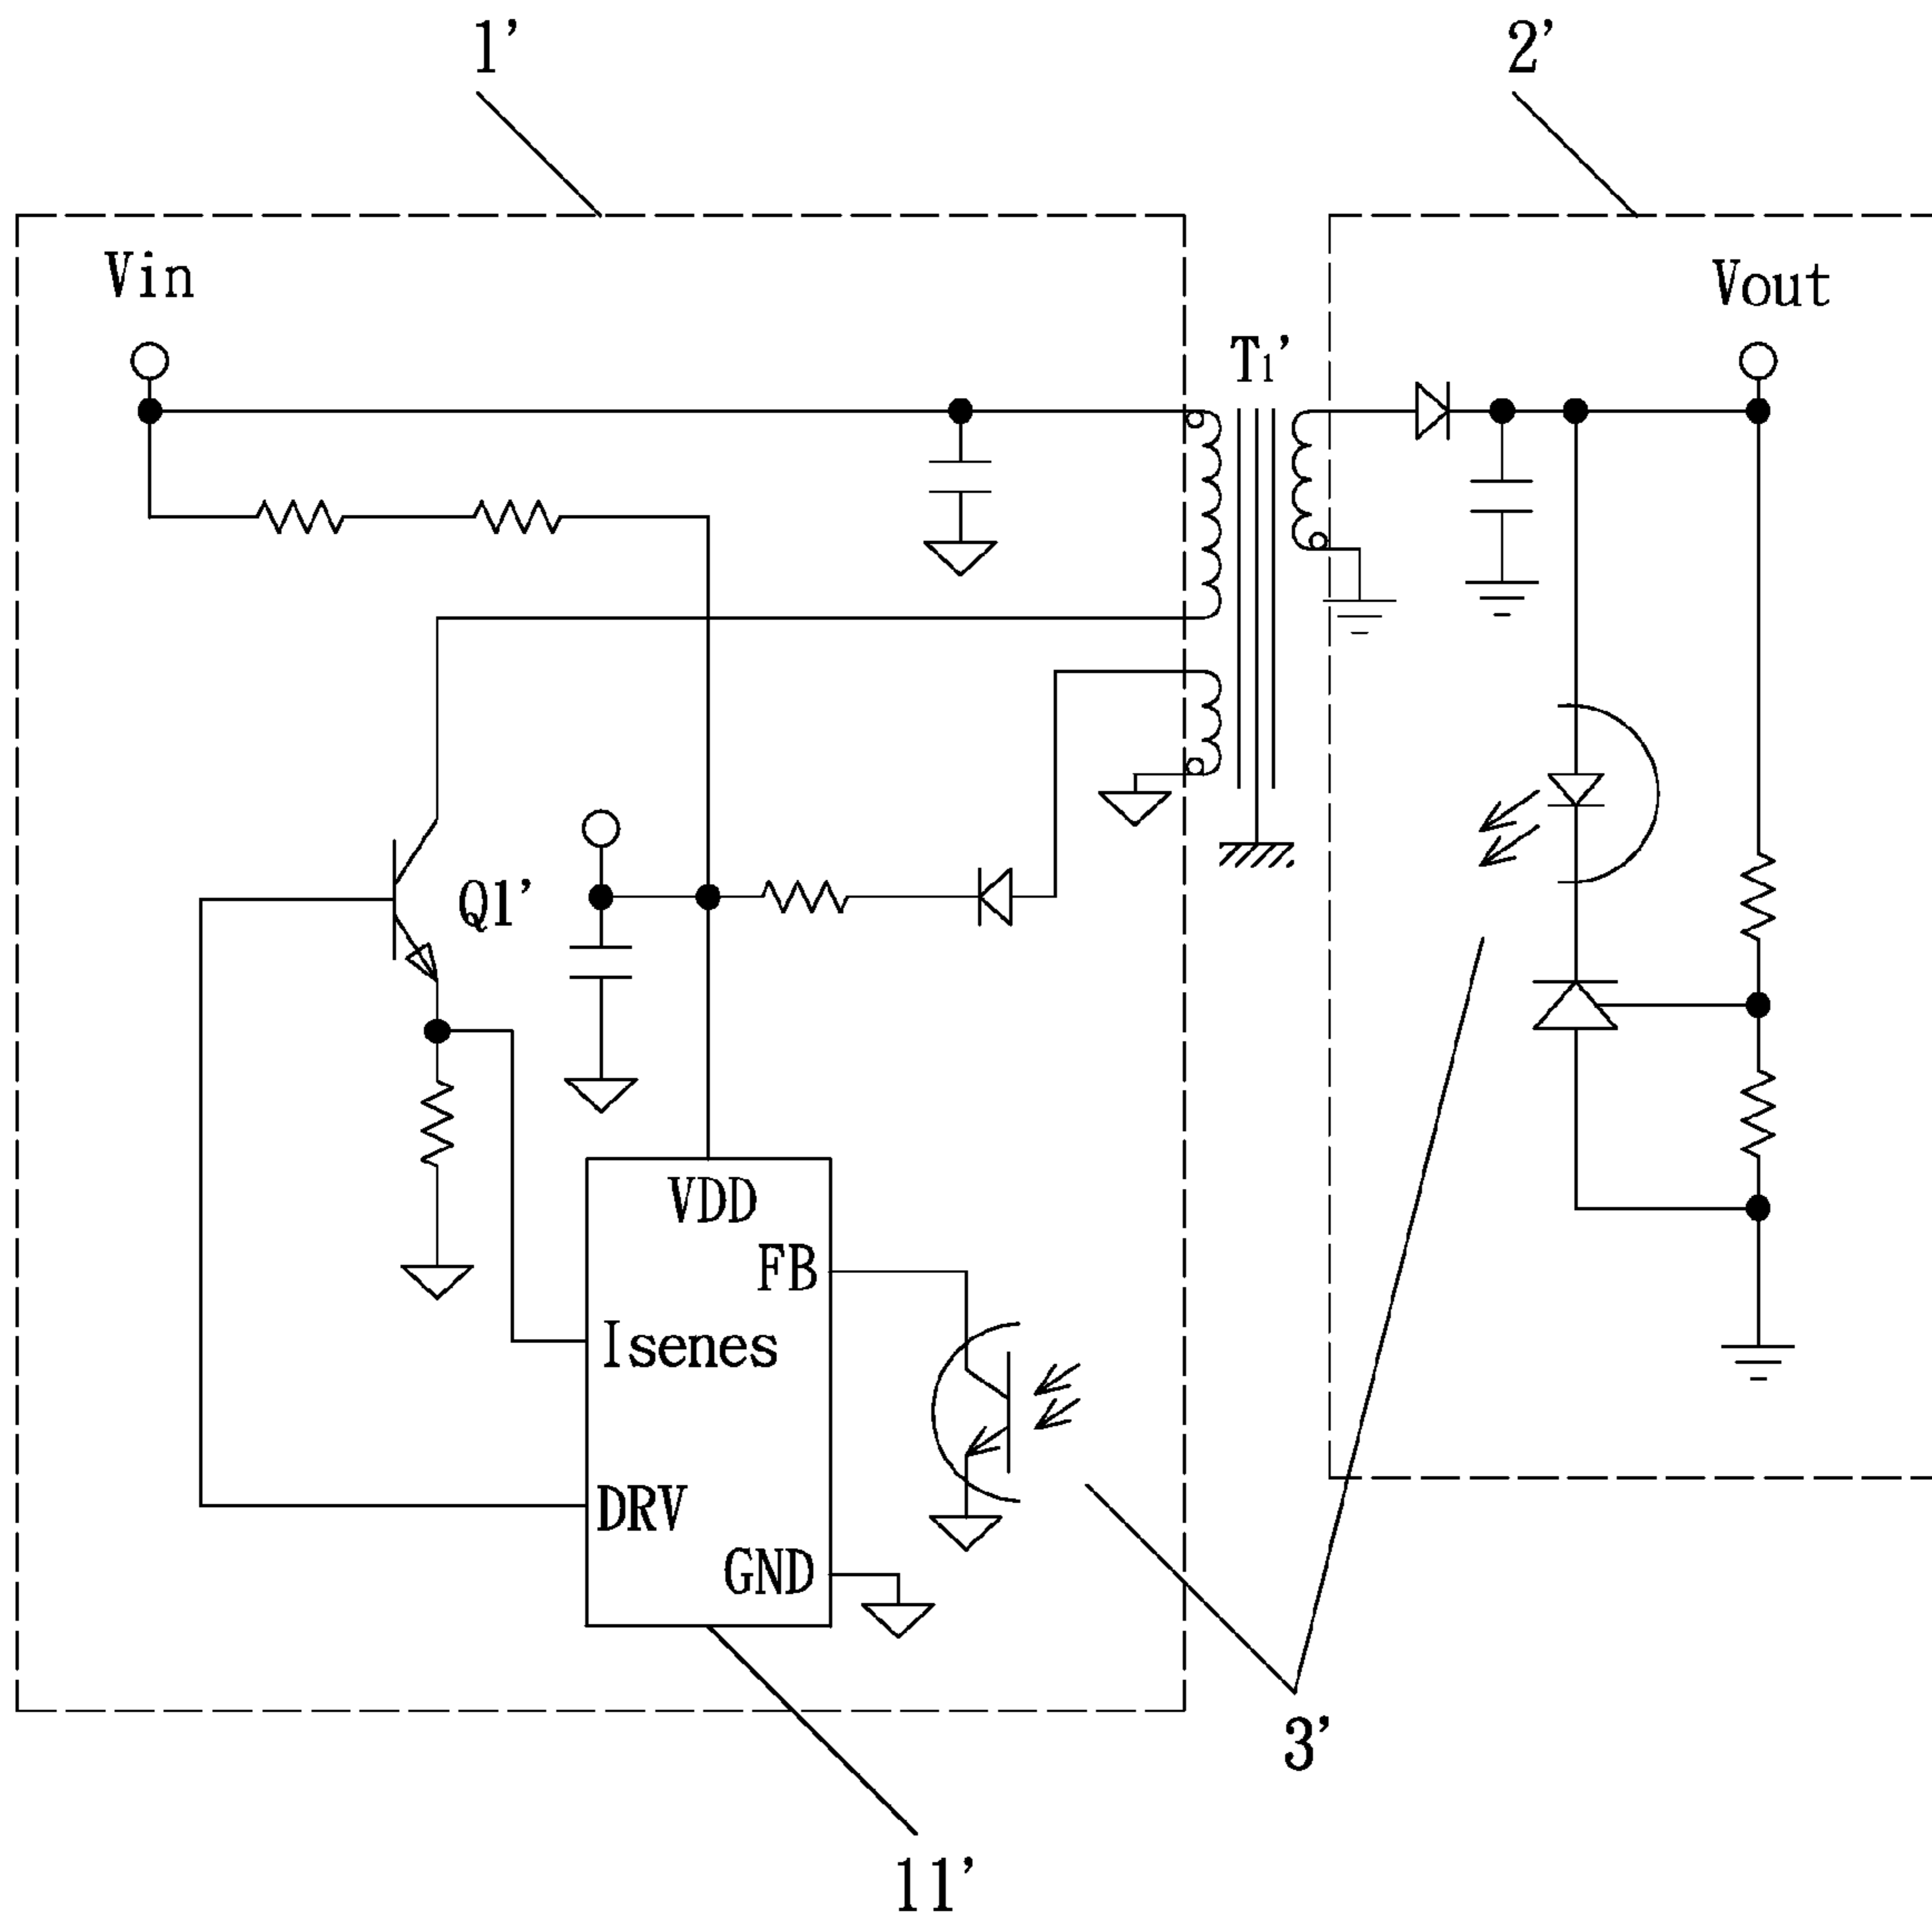 1'
2'
Vin
Vout
T1'
Q1'
VDD
FB
Isenes
DRV
GND
3'
11'